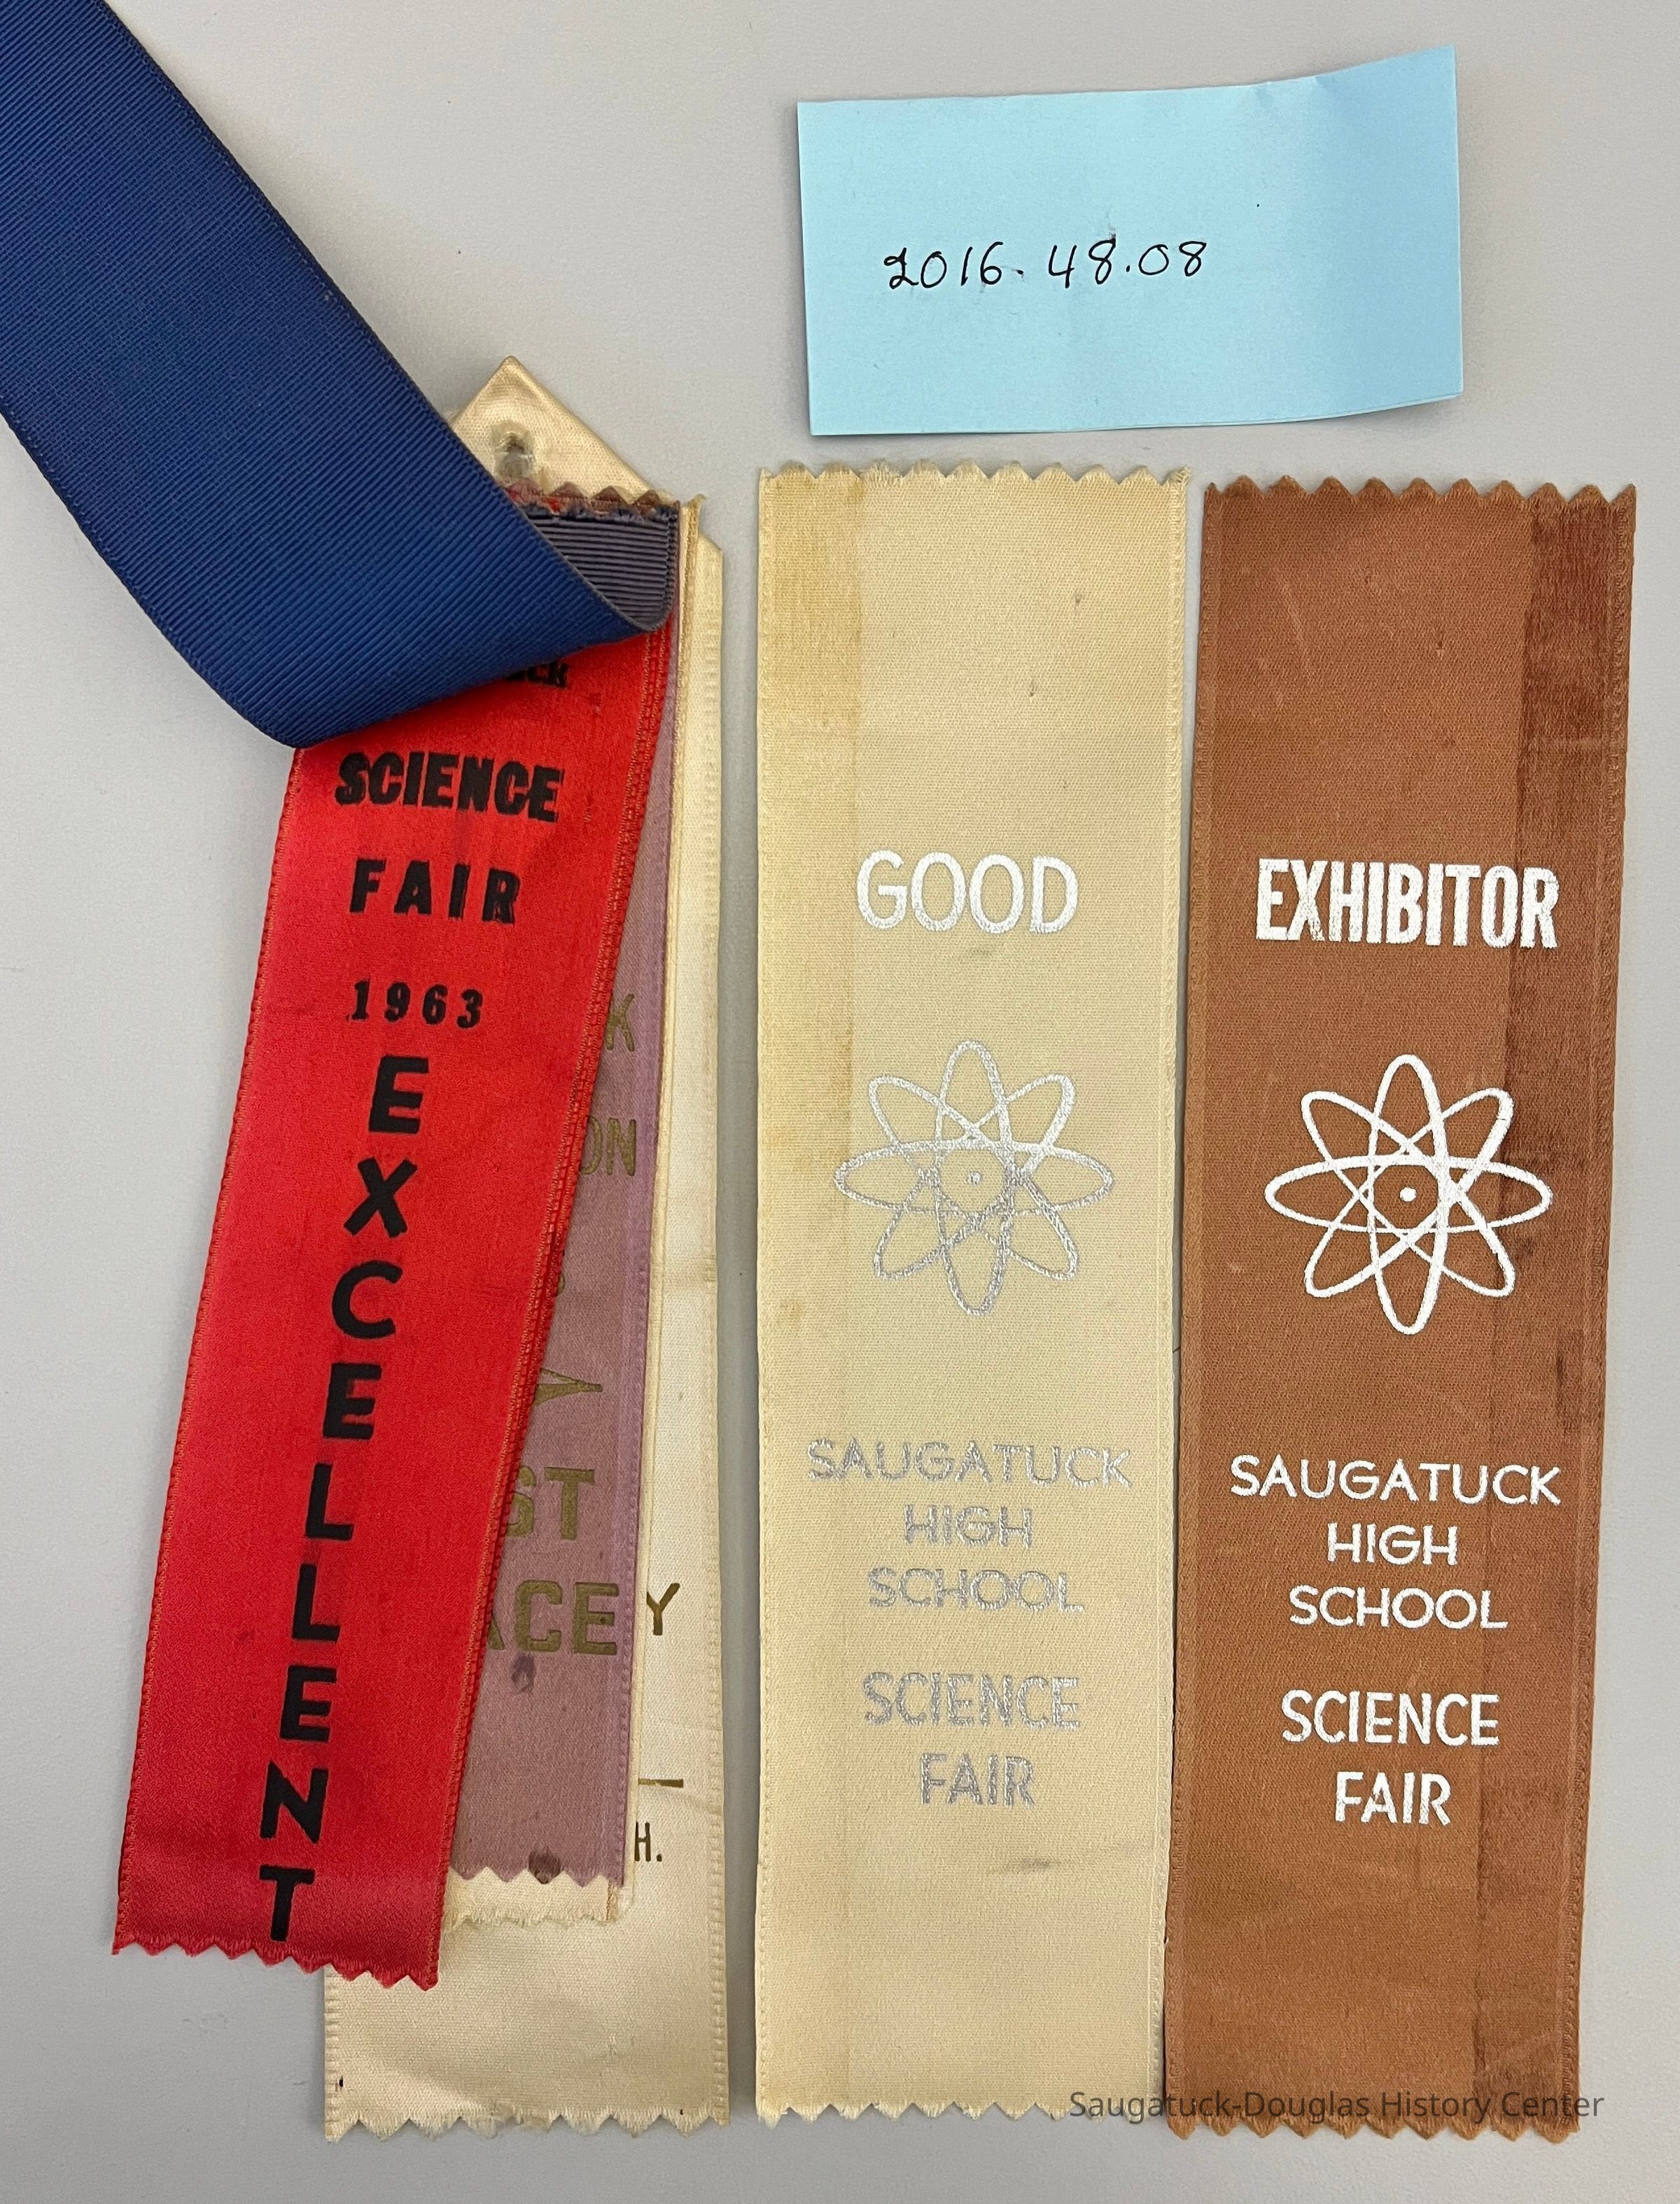 2016.48.08
SCIENCE
FAIR
1963
EXCELLENT
GOOD
SAUGATUCK
HIGH
SCHOOL
SCIENCE
FAIR
EXHIBITOR
SAUGATUCK
HIGH
SCHOOL
SCIENCE
FAIR
Saugatuck-Douglas History Center